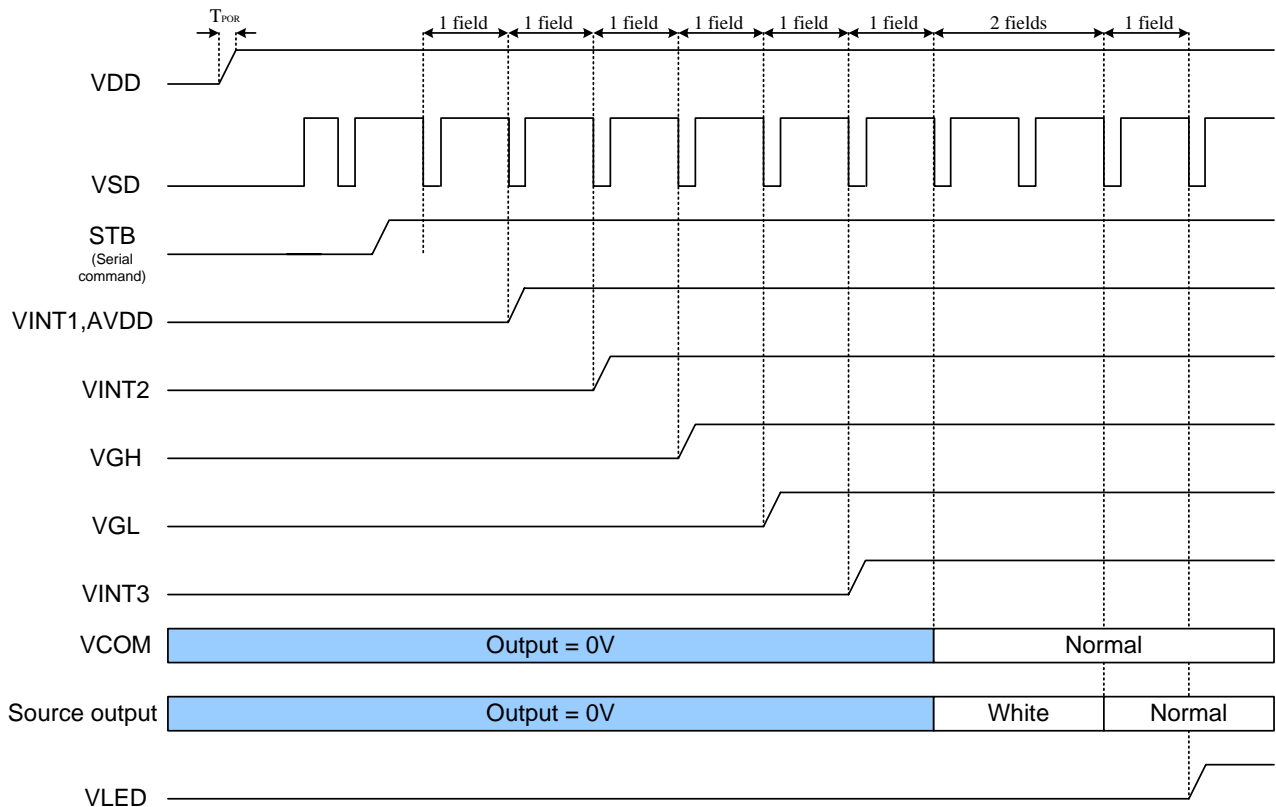 TPOR
1 field 1 field 1 field 1 field 1 field 1 field 2 fields 1 field
VDD
VSD
STB
(Serial
command)
VINT1,AVDD
VINT2
VGH
VGL
VINT3
VCOM Output = 0V Normal
Source output Output = 0V White Normal
VLED